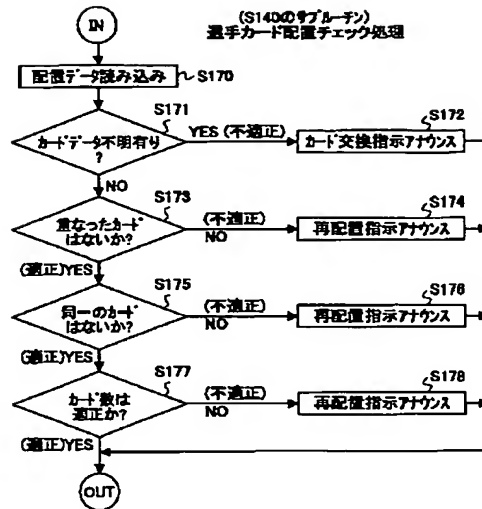 (S140のサブルーチン)
選手カード配置チェック処理
IN
配置データ読み込み
S170
S171
カードデータ不明有り
?
YES (不適正)
S172
カード交換指示アナウンス
NO
S173
重なったカード
はないか?
(不適正)
NO
S174
再配置指示アナウンス
(適正)YES
S175
同一のカード
はないか?
(不適正)
NO
S176
再配置指示アナウンス
(適正)YES
S177
カード数は
適正か?
(不適正)
NO
S178
再配置指示アナウンス
(適正)YES
OUT